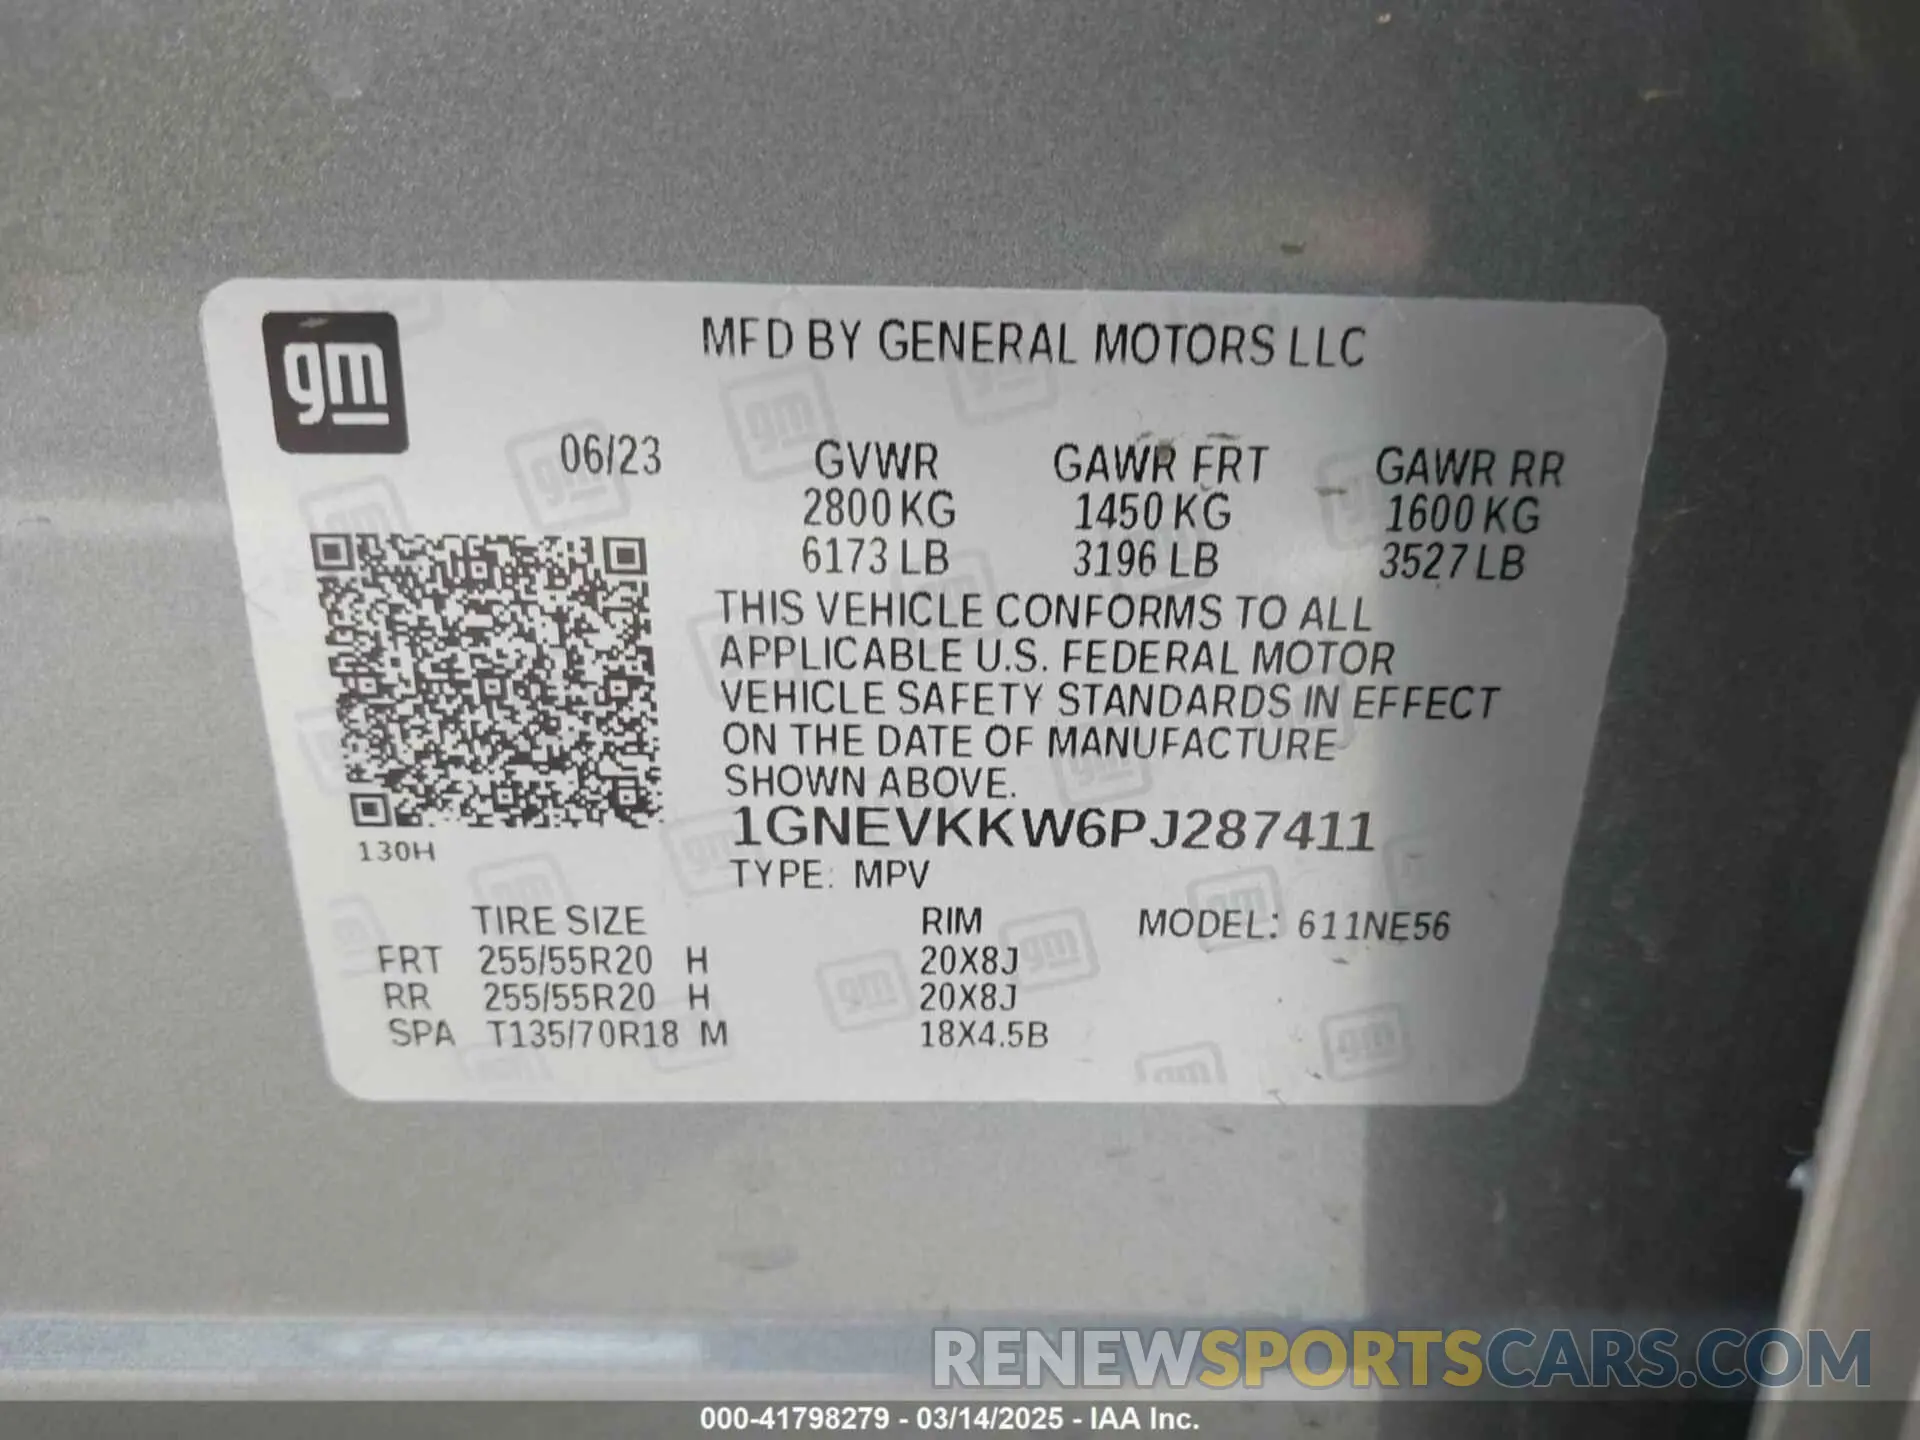 gm
MFD BY GENERAL MOTORS LLC
06/23 GVWR GAWR FRT GAWR RR
2800 KG 1450 KG 1600 KG
6173 LB 3196 LB 3527 LB
THIS VEHICLE CONFORMS TO ALL
APPLICABLE U.S. FEDERAL MOTOR
VEHICLE SAFETY STANDARDS IN EFFECT
ON THE DATE OF MANUFACTURE
SHOWN ABOVE.
1GNEVKKW6PJ287411
130H
TYPE: MPV
TIRE SIZE RIM MODEL: 611NE56
FRT 255/55R20 H 20X8J
RR 255/55R20 H 20X8J
SPA T135/70R18 M 18X4.5B
RENEWSPORTSCARS.COM
000-41798279 - 03/14/2025 - IAA Inc.